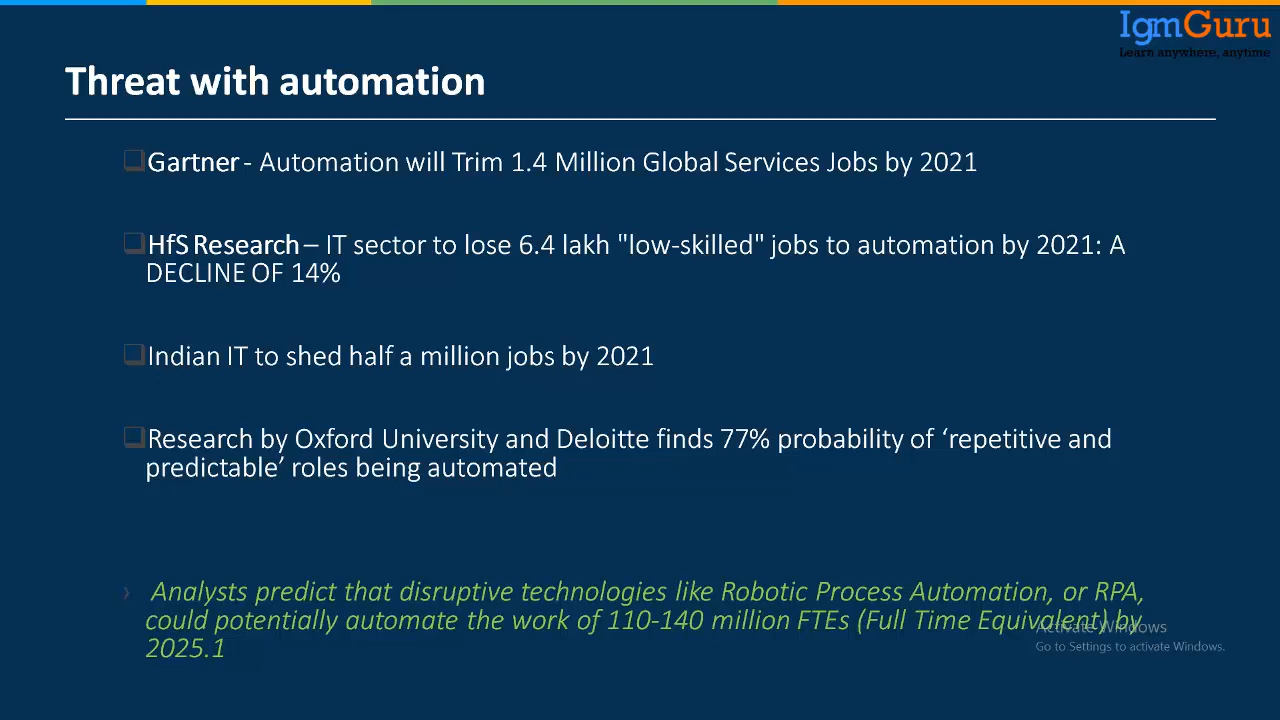 IgmGuru
Learn anywhere, anytime
Threat with automation
Gartner - Automation will Trim 1.4 Million Global Services Jobs by 2021
HfS Research – IT sector to lose 6.4 lakh "low-skilled" jobs to automation by 2021: A
DECLINE OF 14%
Indian IT to shed half a million jobs by 2021
Research by Oxford University and Deloitte finds 77% probability of ‘repetitive and
predictable’ roles being automated
› Analysts predict that disruptive technologies like Robotic Process Automation, or RPA,
could potentially automate the work of 110-140 million FTEs (Full Time Equivalent) by
2025.1
Activate Windows
Go to Settings to activate Windows.